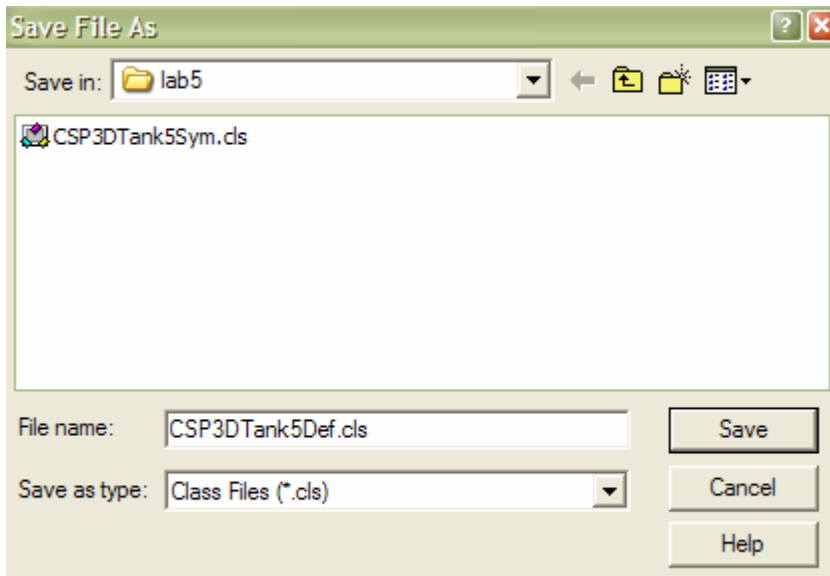 Save File As
Save in: lab5
CSP3DTank5Sym.cls
File name: CSP3DTank5Def.cls Save
Save as type: Class Files (*.cls) Cancel
Help